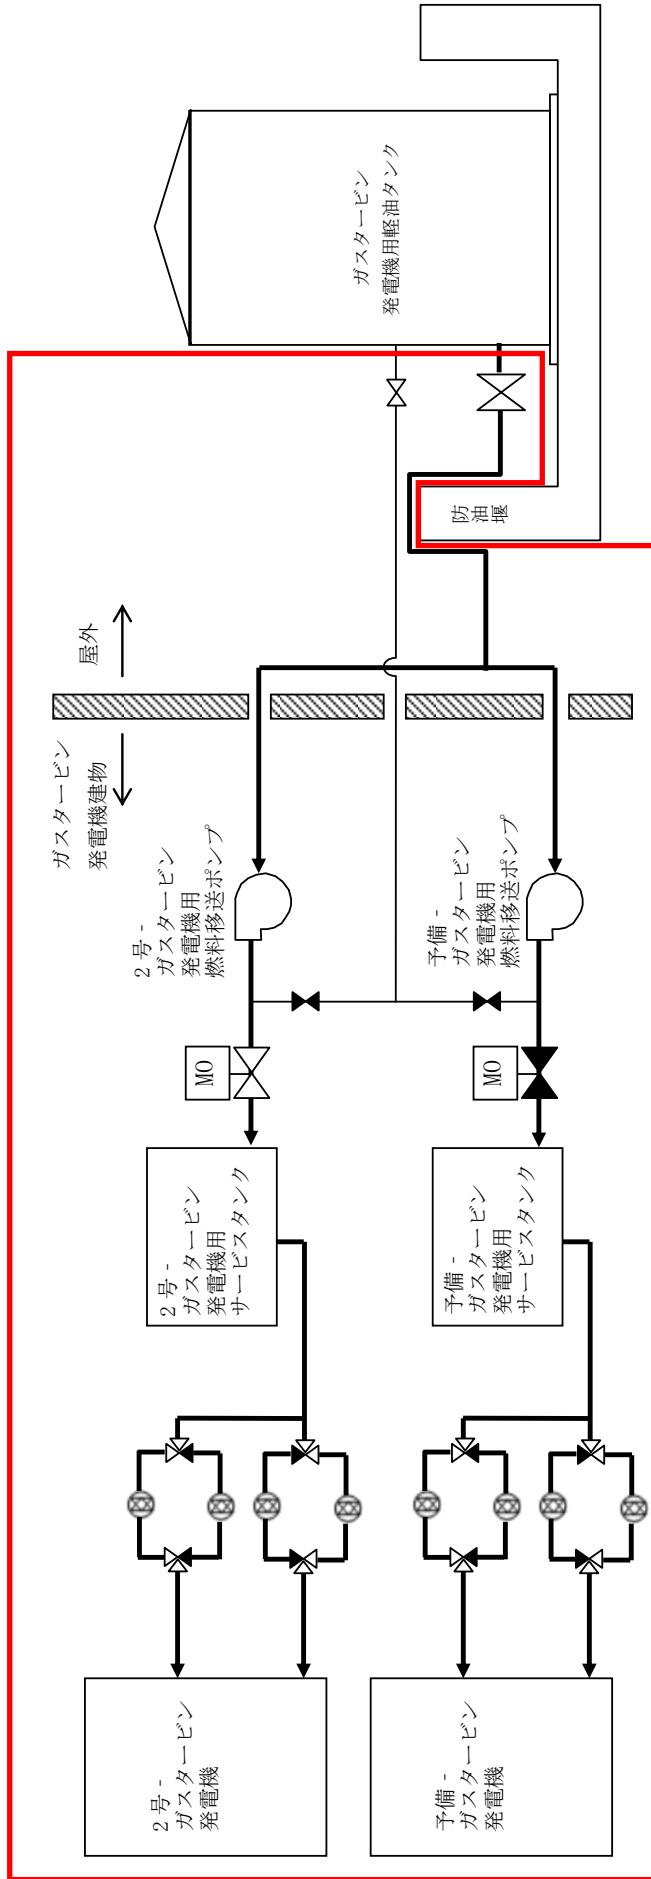 ガスタービン
発電機用軽油タンク
防油堰
屋外
ガスタービン
発電機建物
2号-
ガスタービン
発電機用
燃料移送ポンプ
予備-
ガスタービン
発電機用
燃料移送ポンプ
MO
MO
2号-
ガスタービン
発電機用
サービスタンク
予備-
ガスタービン
発電機用
サービスタンク
2号-
ガスタービン
発電機
予備-
ガスタービン
発電機